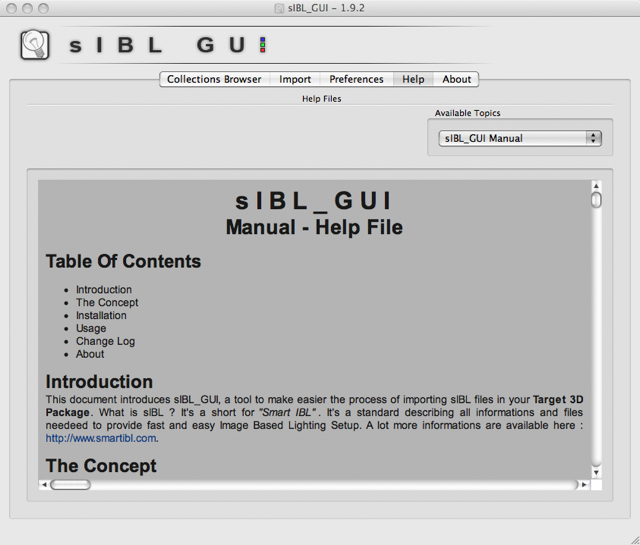 sIBL_GUI – 1.9.2
sIBL GUI
Collections Browser Import Preferences Help About
Help Files
Available Topics
sIBL_GUI Manual
sIBL_GUI
Manual - Help File
Table Of Contents
• Introduction
• The Concept
• Installation
• Usage
• Change Log
• About
Introduction
This document introduces sIBL_GUI, a tool to make easier the process of importing sIBL files in your Target 3D
Package. What is sIBL ? It's a short for "Smart IBL" . It's a standard describing all informations and files
needeed to provide fast and easy Image Based Lighting Setup. A lot more informations are available here :
http://www.smartibl.com.
The Concept